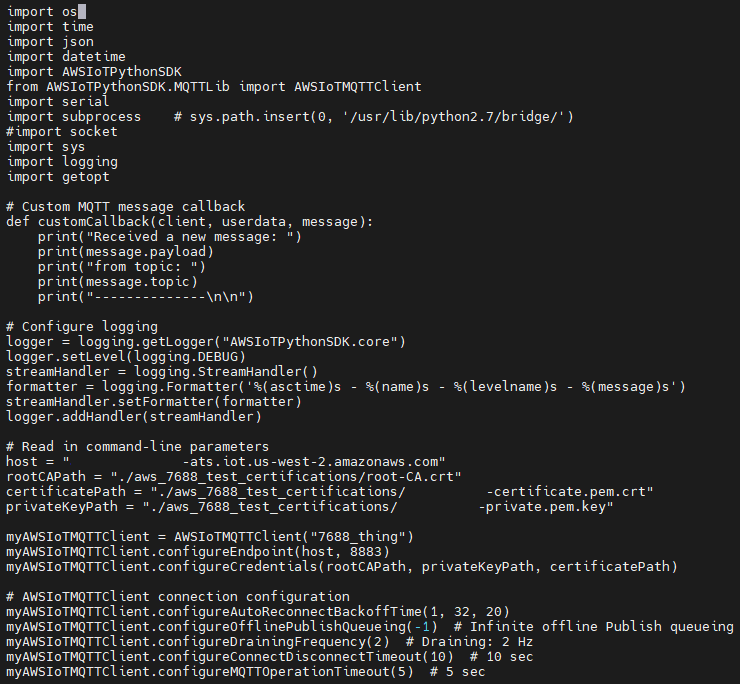 import os
import time
import json
import datetime
import AWSIoTPythonSDK
from AWSIoTPythonSDK.MQTTLib import AWSIoTMQTTClient
import serial
import subprocess    # sys.path.insert(0, '/usr/lib/python2.7/bridge/')
#import socket
import sys
import logging
import getopt

# Custom MQTT message callback
def customCallback(client, userdata, message):
    print("Received a new message: ")
    print(message.payload)
    print("from topic: ")
    print(message.topic)
    print("--------------\n\n")

# Configure logging
logger = logging.getLogger("AWSIoTPythonSDK.core")
logger.setLevel(logging.DEBUG)
streamHandler = logging.StreamHandler()
formatter = logging.Formatter('%(asctime)s - %(name)s - %(levelname)s - %(message)s')
streamHandler.setFormatter(formatter)
logger.addHandler(streamHandler)

# Read in command-line parameters
host = "              -ats.iot.us-west-2.amazonaws.com"
rootCAPath = "./aws_7688_test_certifications/root-CA.crt"
certificatePath = "./aws_7688_test_certifications/          -certificate.pem.crt"
privateKeyPath = "./aws_7688_test_certifications/          -private.pem.key"

myAWSIoTMQTTClient = AWSIoTMQTTClient("7688_thing")
myAWSIoTMQTTClient.configureEndpoint(host, 8883)
myAWSIoTMQTTClient.configureCredentials(rootCAPath, privateKeyPath, certificatePath)

# AWSIoTMQTTClient connection configuration
myAWSIoTMQTTClient.configureAutoReconnectBackoffTime(1, 32, 20)
myAWSIoTMQTTClient.configureOfflinePublishQueueing(-1)  # Infinite offline Publish queueing
myAWSIoTMQTTClient.configureDrainingFrequency(2)  # Draining: 2 Hz
myAWSIoTMQTTClient.configureConnectDisconnectTimeout(10)  # 10 sec
myAWSIoTMQTTClient.configureMQTTOperationTimeout(5)  # 5 sec